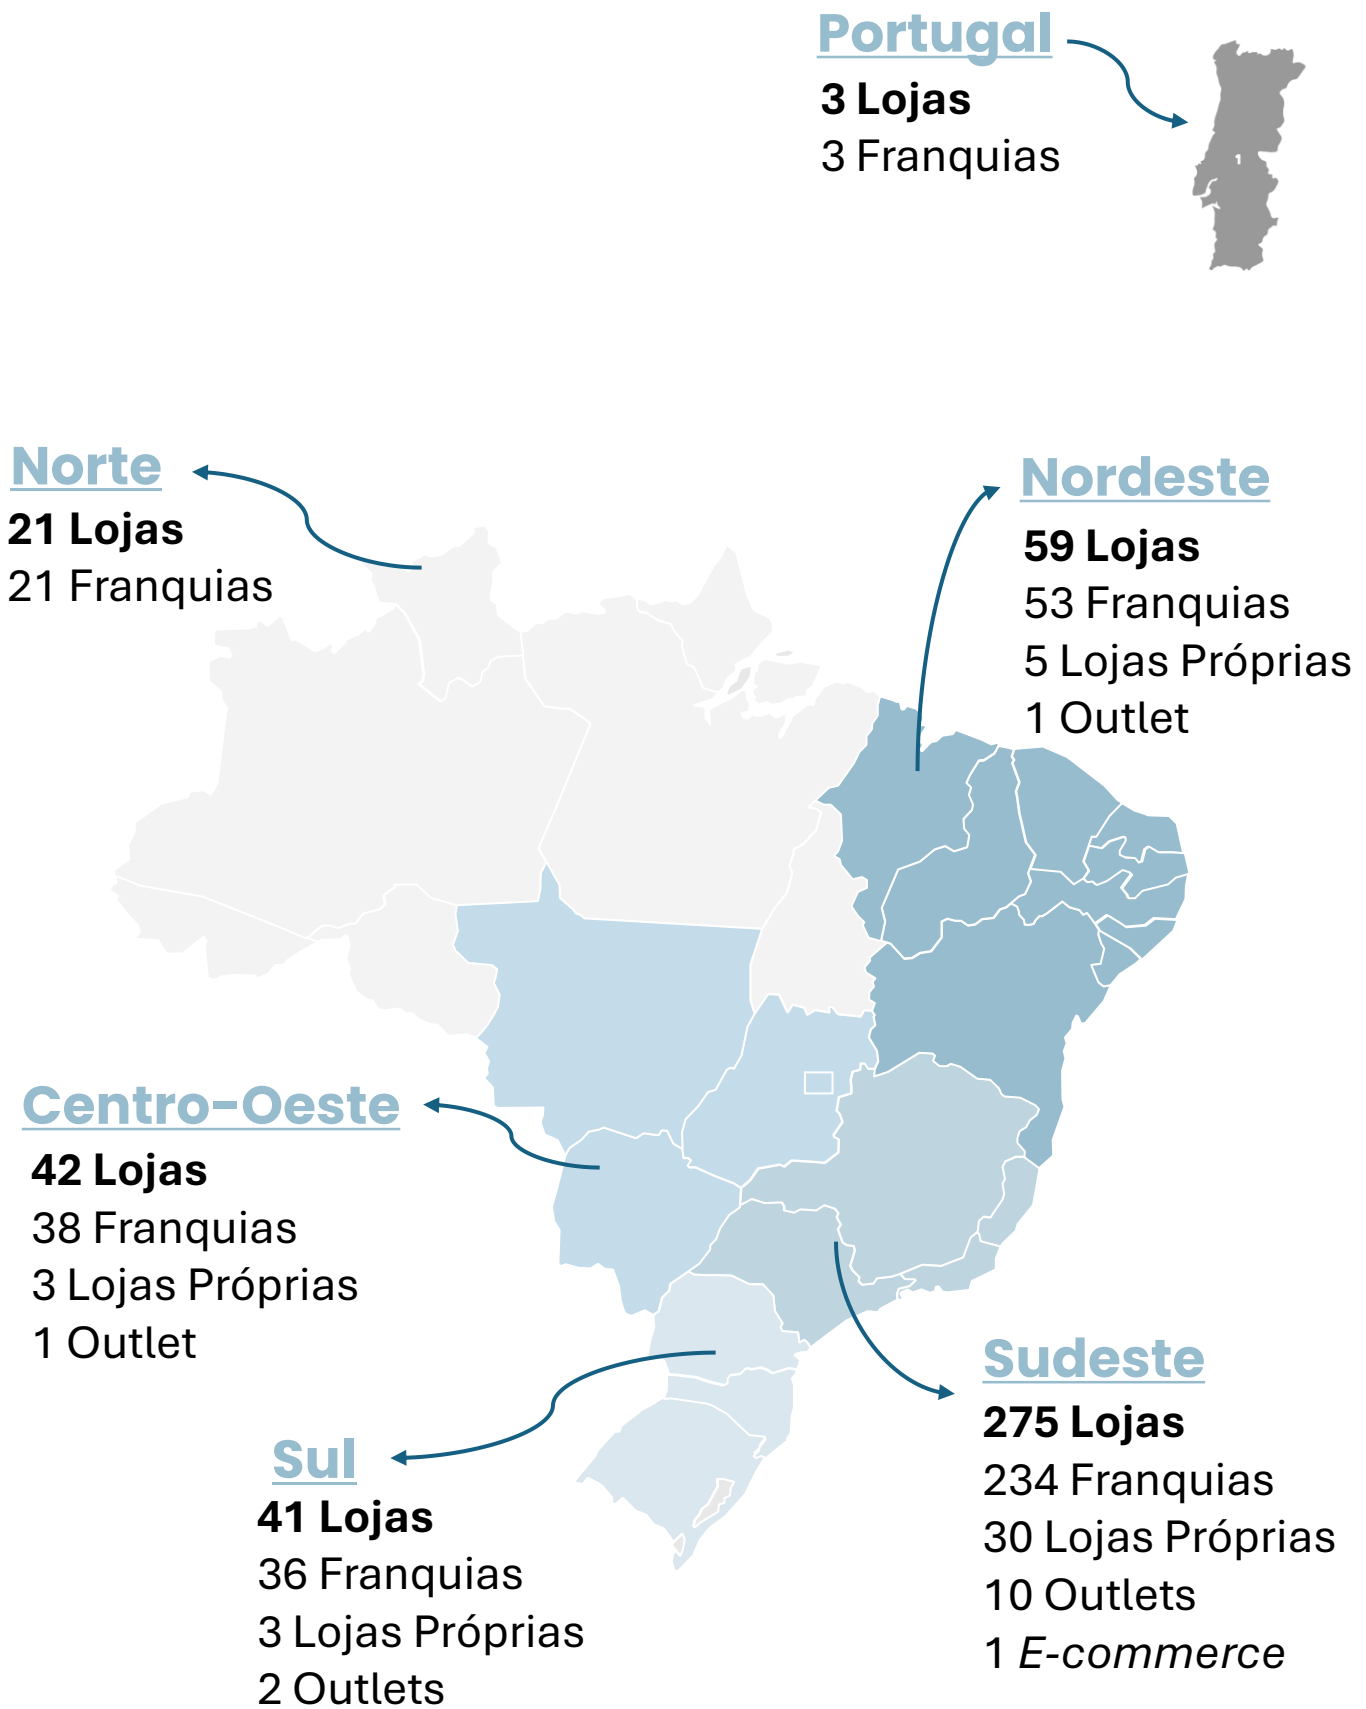 Portugal
3 Lojas
3 Franquias
Norte
21 Lojas
21 Franquias
Nordeste
59 Lojas
53 Franquias
5 Lojas Próprias
1 Outlet
Centro-Oeste
42 Lojas
38 Franquias
3 Lojas Próprias
1 Outlet
Sudeste
275 Lojas
234 Franquias
30 Lojas Próprias
10 Outlets
1 E-commerce
Sul
41 Lojas
36 Franquias
3 Lojas Próprias
2 Outlets